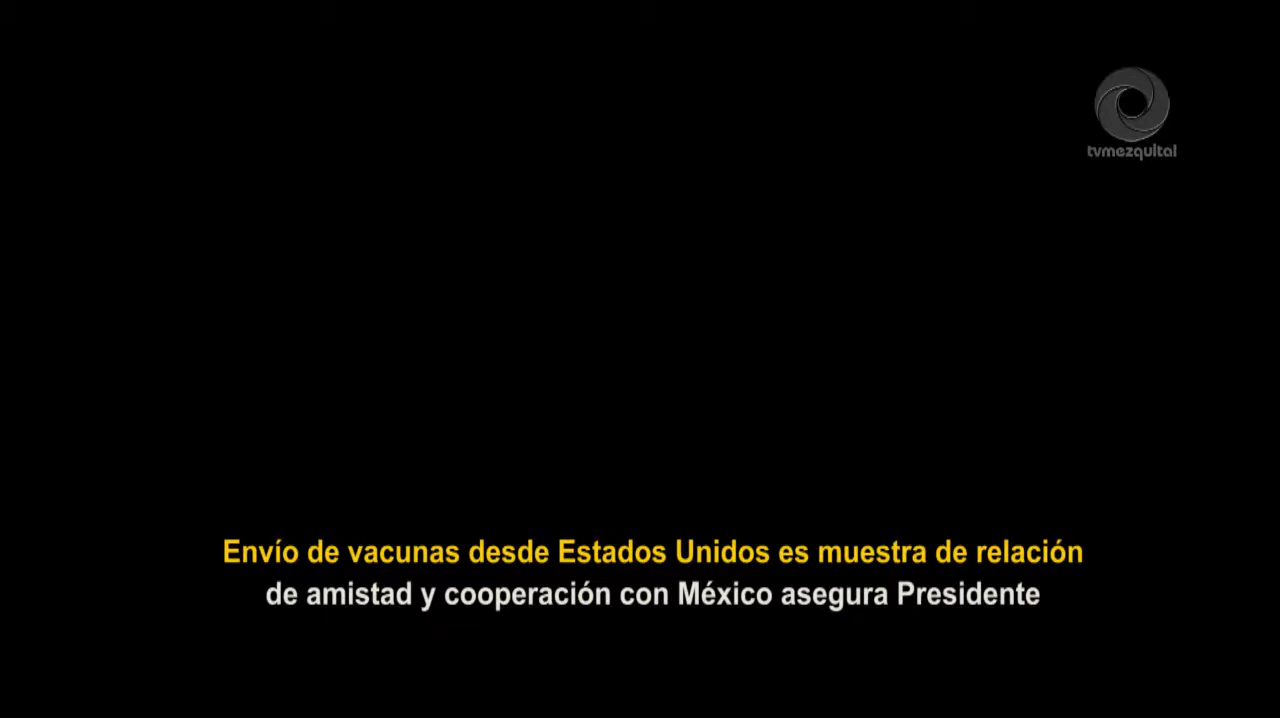 tvmezquital
Envío de vacunas desde Estados Unidos es muestra de relación
de amistad y cooperación con México asegura Presidente